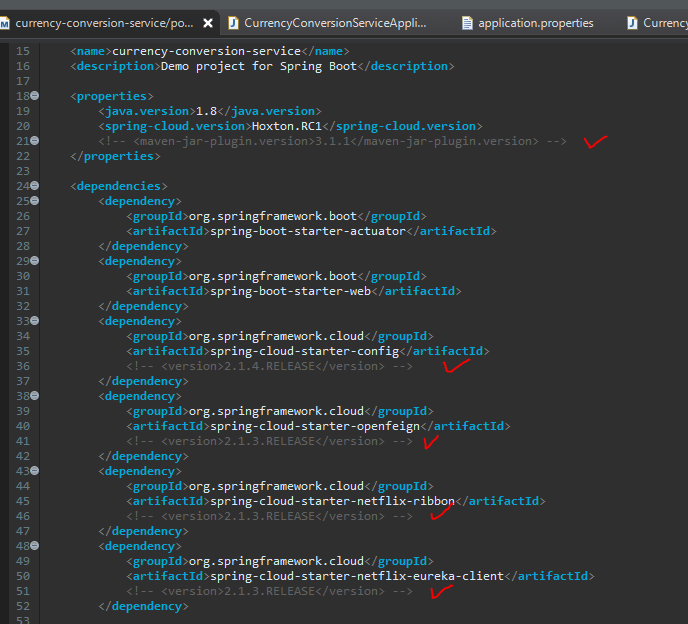 currency-conversion-service/po...
CurrencyConversionServiceAppli...
application.properties
Currency
15 <name>currency-conversion-service</name>
16 <description>Demo project for Spring Boot</description>
17
18 <properties>
19 <java.version>1.8</java.version>
20 <spring-cloud.version>Hoxton.RC1</spring-cloud.version>
21 <!-- <maven-jar-plugin.version>3.1.1</maven-jar-plugin.version> -->
22 </properties>
23
24 <dependencies>
25 <dependency>
26 <groupId>org.springframework.boot</groupId>
27 <artifactId>spring-boot-starter-actuator</artifactId>
28 </dependency>
29 <dependency>
30 <groupId>org.springframework.boot</groupId>
31 <artifactId>spring-boot-starter-web</artifactId>
32 </dependency>
33 <dependency>
34 <groupId>org.springframework.cloud</groupId>
35 <artifactId>spring-cloud-starter-config</artifactId>
36 <!-- <version>2.1.4.RELEASE</version> -->
37 </dependency>
38 <dependency>
39 <groupId>org.springframework.cloud</groupId>
40 <artifactId>spring-cloud-starter-openfeign</artifactId>
41 <!-- <version>2.1.3.RELEASE</version> -->
42 </dependency>
43 <dependency>
44 <groupId>org.springframework.cloud</groupId>
45 <artifactId>spring-cloud-starter-netflix-ribbon</artifactId>
46 <!-- <version>2.1.3.RELEASE</version> -->
47 </dependency>
48 <dependency>
49 <groupId>org.springframework.cloud</groupId>
50 <artifactId>spring-cloud-starter-netflix-eureka-client</artifactId>
51 <!-- <version>2.1.3.RELEASE</version> -->
52 </dependency>
53